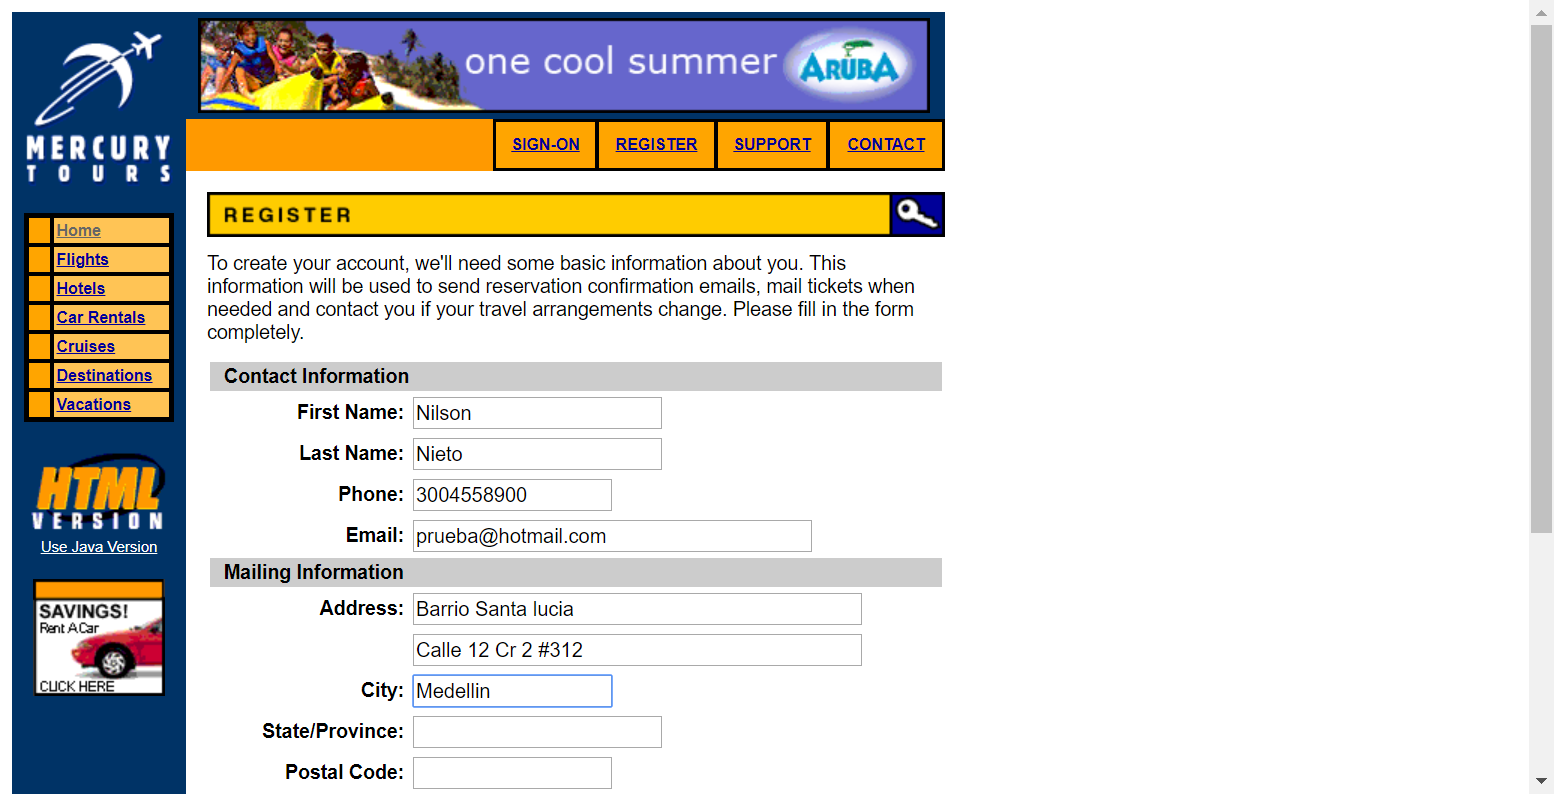 one cool summer ARUBA
MERCURY
TOURS
SIGN-ON REGISTER SUPPORT CONTACT
REGISTER
Home
Flights
Hotels
Car Rentals
Cruises
Destinations
Vacations
HTML
VERSION
Use Java Version
SAVINGS!
Rent A Car
CLICK HERE
To create your account, we'll need some basic information about you. This
information will be used to send reservation confirmation emails, mail tickets when
needed and contact you if your travel arrangements change. Please fill in the form
completely.
Contact Information
First Name: Nilson
Last Name: Nieto
Phone: 3004558900
Email: prueba@hotmail.com
Mailing Information
Address: Barrio Santa lucia
Calle 12 Cr 2 #312
City: Medellin
State/Province:
Postal Code: